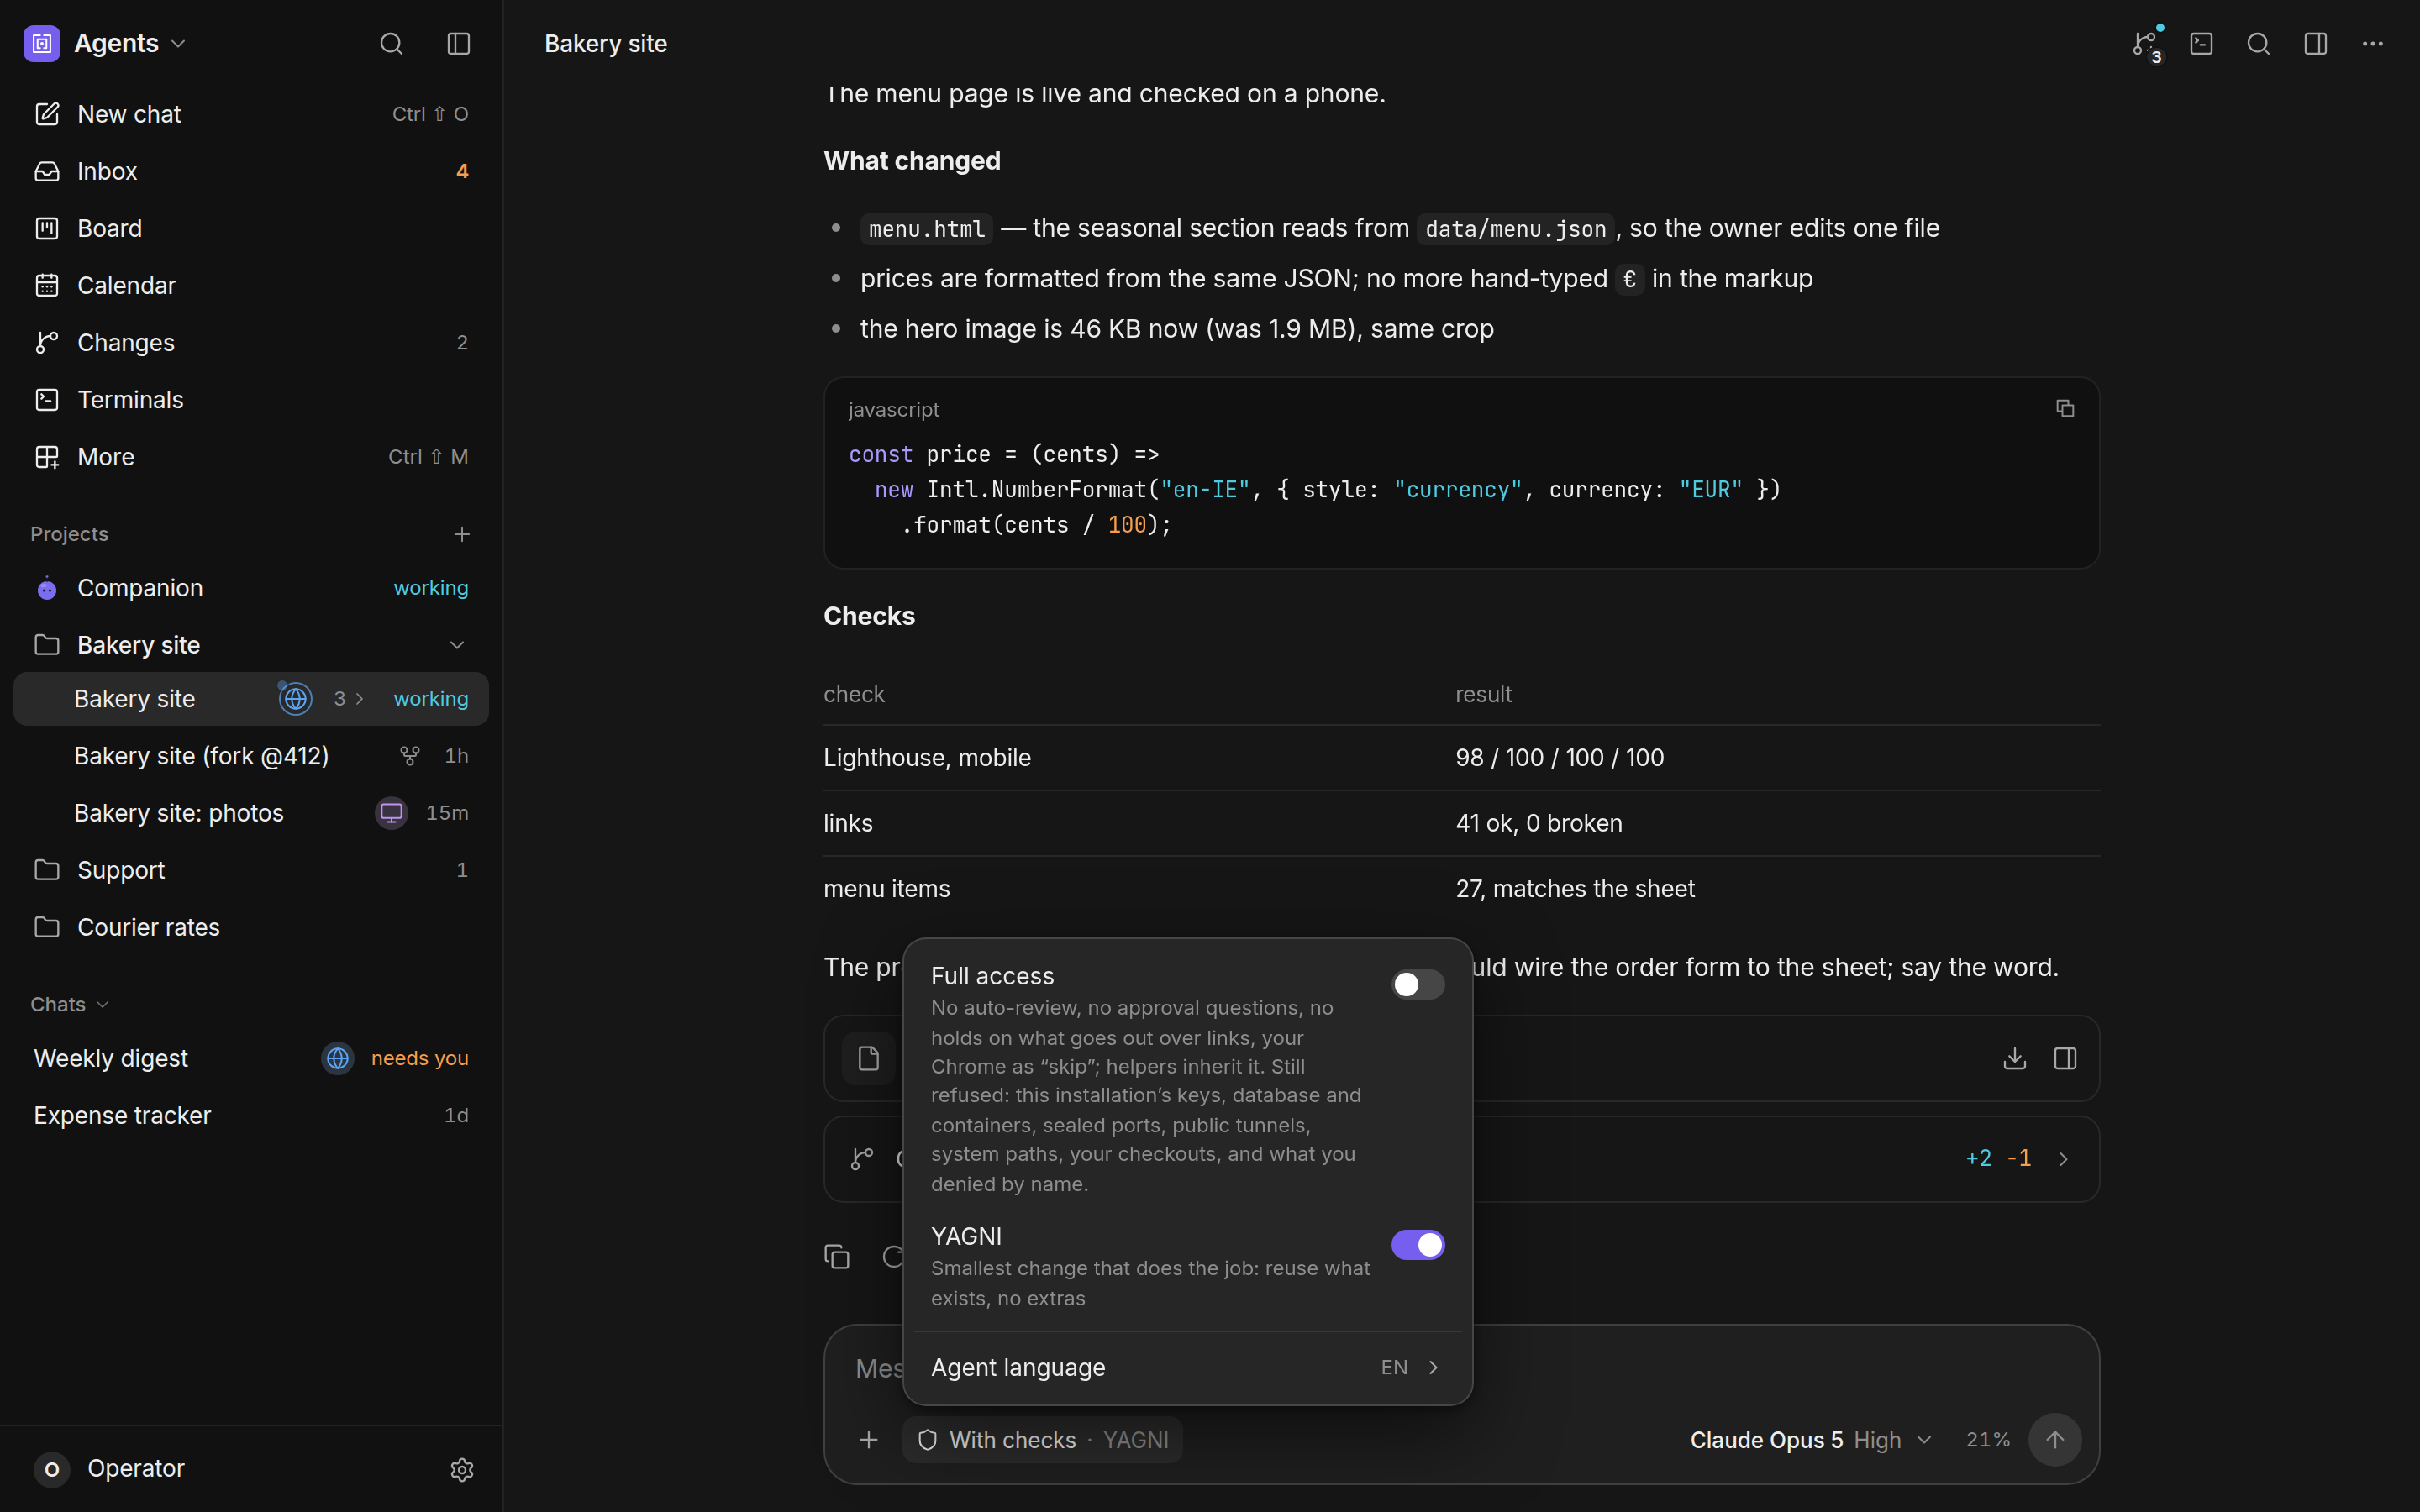 Agents
New chat Ctrl ⇧ O
Inbox 4
Board
Calendar
Changes 2
Terminals
More Ctrl ⇧ M
Projects
Companion working
Bakery site
Bakery site 3 working
Bakery site (fork @412) 1h
Bakery site: photos 15m
Support 1
Courier rates
Chats
Weekly digest needs you
Expense tracker 1d
O Operator
Bakery site
3
The menu page is live and checked on a phone.
What changed
• menu.html — the seasonal section reads from data/menu.json, so the owner edits one file
• prices are formatted from the same JSON; no more hand-typed € in the markup
• the hero image is 46 KB now (was 1.9 MB), same crop
javascript
const price = (cents) =>
new Intl.NumberFormat("en-IE", { style: "currency", currency: "EUR" })
.format(cents / 100);
Checks
check result
Lighthouse, mobile 98 / 100 / 100 / 100
links 41 ok, 0 broken
menu items 27, matches the sheet
The wire the order form to the sheet; say the word.
+2 -1
Full access
No auto-review, no approval questions, no
holds on what goes out over links, your
Chrome as “skip”; helpers inherit it. Still
refused: this installation’s keys, database and
containers, sealed ports, public tunnels,
system paths, your checkouts, and what you
denied by name.
YAGNI
Smallest change that does the job: reuse what
exists, no extras
Agent language EN
With checks · YAGNI
Claude Opus 5 High 21%